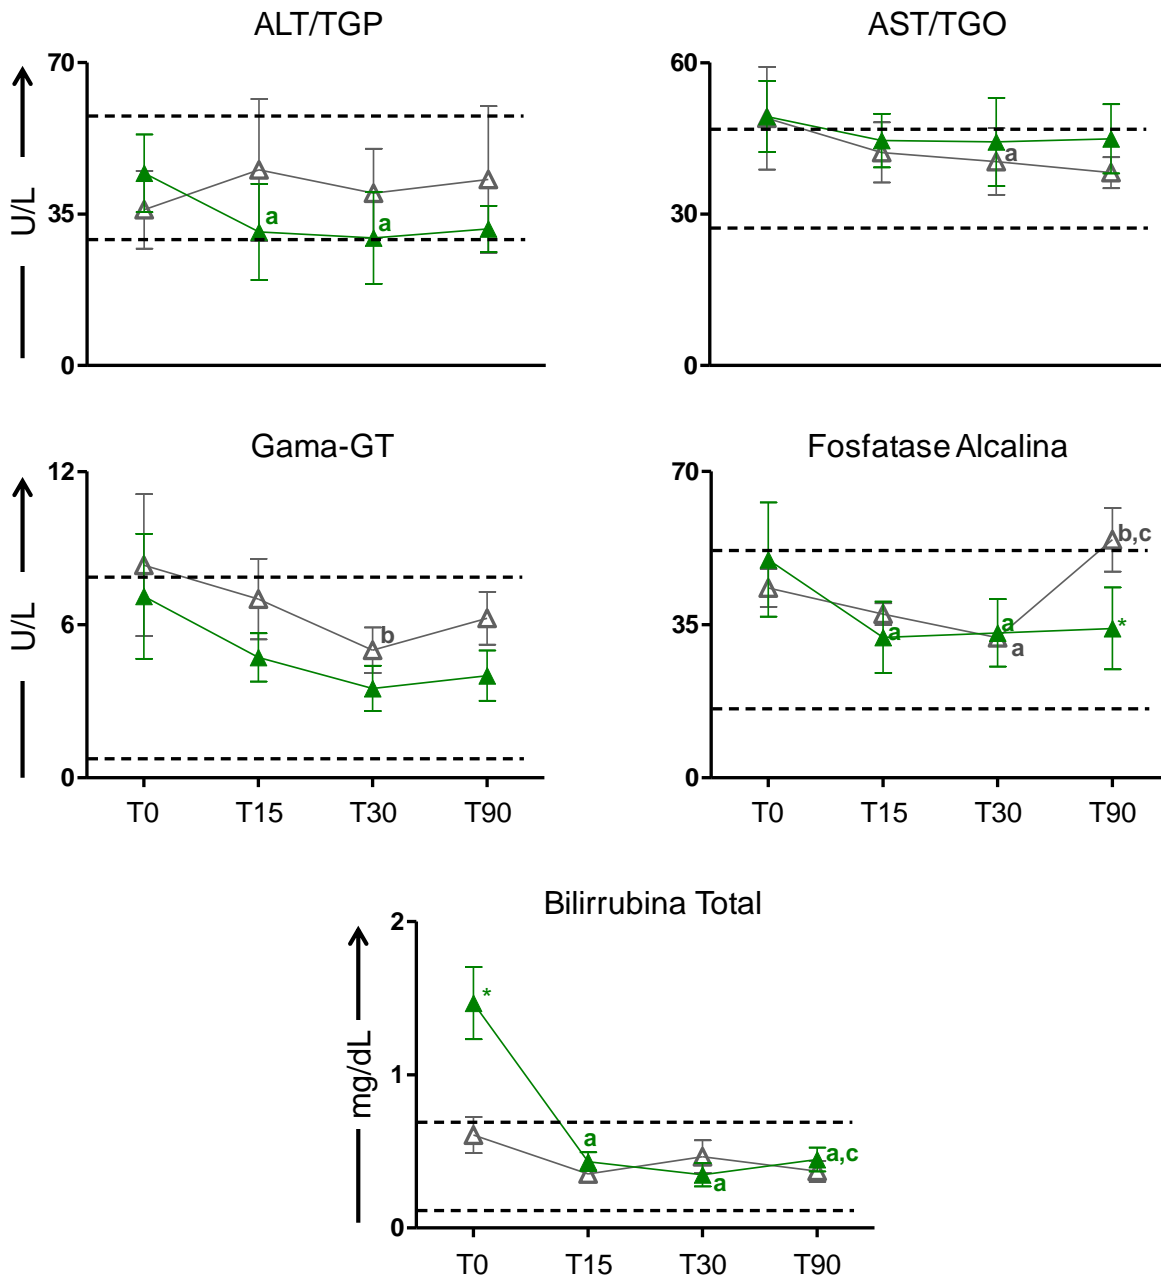 ALT/TGP
70
35
0
U/L
a
a
AST/TGO
60
30
0
a
Gama-GT
12
6
0
U/L
b
T0 T15 T30 T90
Fosfatase Alcalina
70
35
0
a
a
a
b,c
*
T0 T15 T30 T90
Bilirrubina Total
2
1
0
mg/dL
*
a
a
a,c
T0 T15 T30 T90